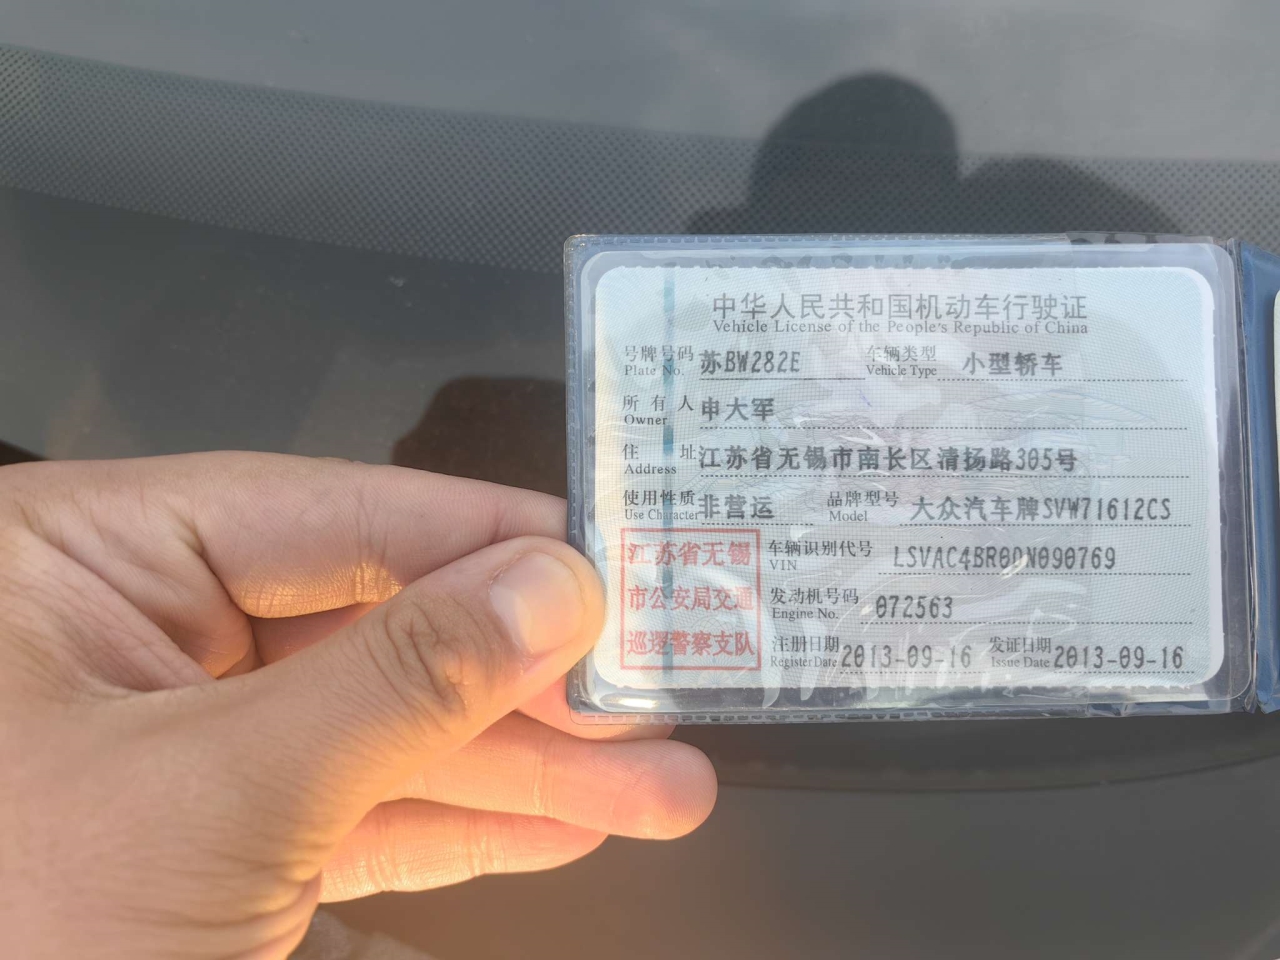 中华人民共和国机动车行驶证
Vehicle License of the People's Republic of China
号牌号码 苏BW282E 车辆类型 小型轿车
Plate No. Vehicle Type
所有人 申大军
Owner
住址 江苏省无锡市南长区清扬路305号
Address
使用性质 非营运 品牌型号 大众汽车牌SVW71612CS
Use Character Model
江苏省无锡
市公安局交通
巡逻警察支队
车辆识别代号 LSVAC4BR00N090769
VIN
发动机号码 072563
Engine No.
注册日期 2013-09-16 发证日期 2013-09-16
Register Date Issue Date